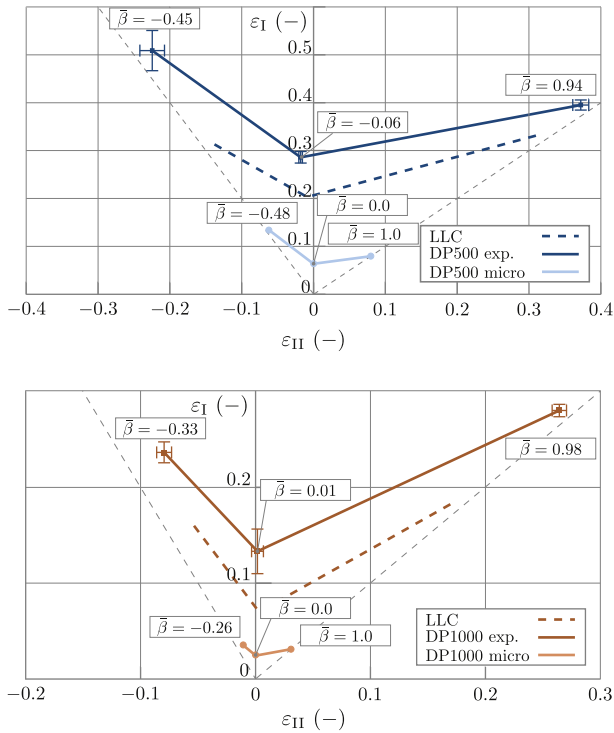 β̅ = −0.45
ε_I (−)
0.5
β̅ = 0.94
0.4
β̅ = −0.06
0.3
0.2
β̅ = −0.48
β̅ = 0.0
β̅ = 1.0
0.1
LLC
DP500 exp.
DP500 micro
0
−0.4 −0.3 −0.2 −0.1 0 0.1 0.2 0.3 0.4
ε_II (−)
ε_I (−)
β̅ = −0.33
β̅ = 0.98
0.2
β̅ = 0.01
0.1
β̅ = 0.0
β̅ = −0.26
β̅ = 1.0
LLC
DP1000 exp.
DP1000 micro
0
−0.2 −0.1 0 0.1 0.2 0.3
ε_II (−)